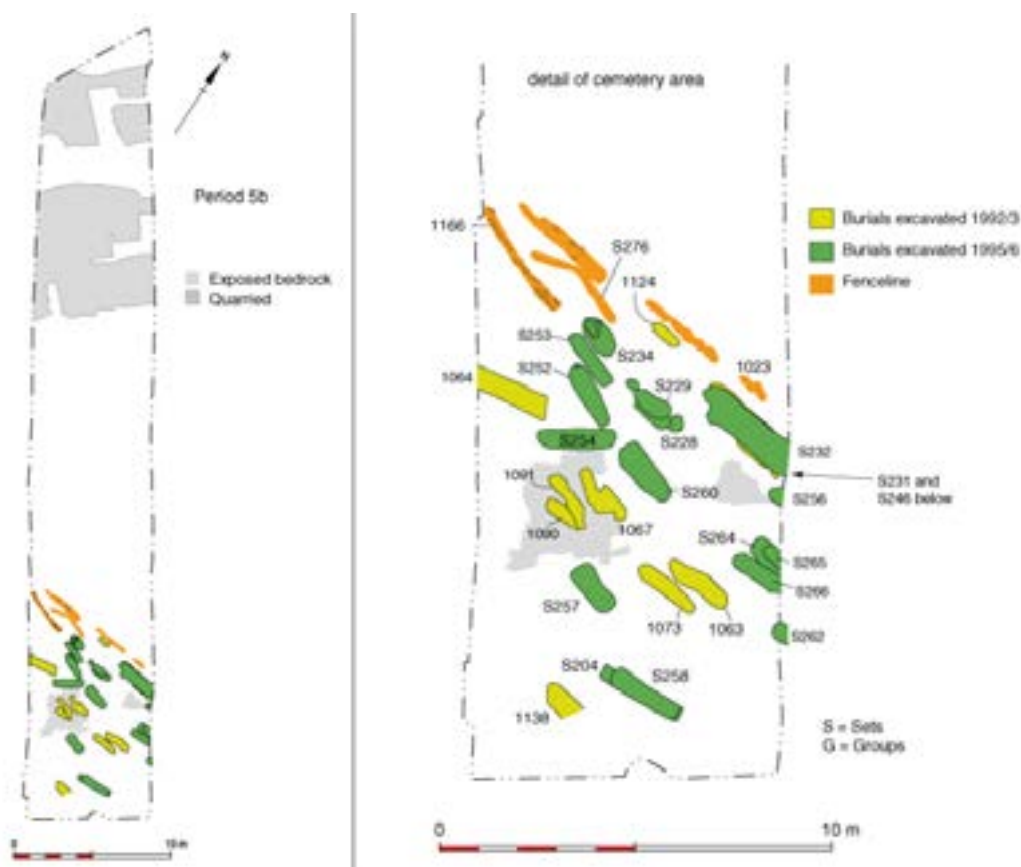 N
Period 5b
Exposed bedrock
Quarried
0
10 m
detail of cemetery area
Burials excavated 1992/3
Burials excavated 1995/6
Fenceline
1166
S276
1124
S253
S234
1023
S252
1064
S229
S254
S228
S232
S231 and
S246 below
1091
S260
S256
1090
1067
S264
S265
S257
S266
1073
1063
S262
S204
S258
1138
S = Sets
G = Groups
0
10 m